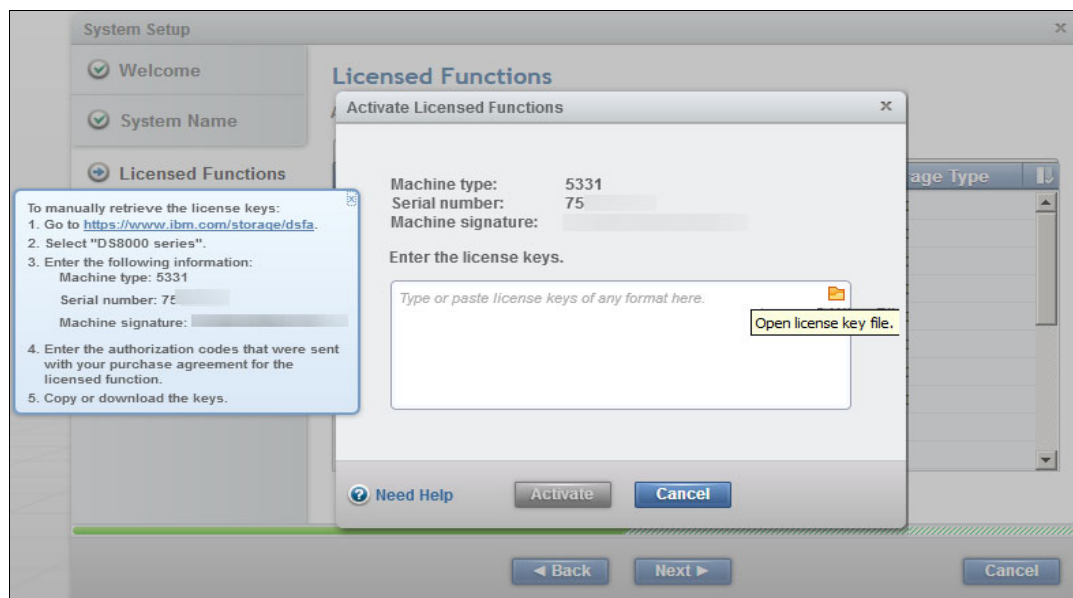 System Setup
Welcome
System Name
Licensed Functions
Licensed Functions
age Type
Activate Licensed Functions
Machine type: 5331
Serial number: 75
Machine signature:
Enter the license keys.
Type or paste license keys of any format here.
Open license key file.
Need Help
Activate
Cancel
To manually retrieve the license keys:
1. Go to https://www.ibm.com/storage/dsfa.
2. Select "DS8000 series".
3. Enter the following information:
Machine type: 5331
Serial number: 75
Machine signature:
4. Enter the authorization codes that were sent
with your purchase agreement for the
licensed function.
5. Copy or download the keys.
Back
Next
Cancel